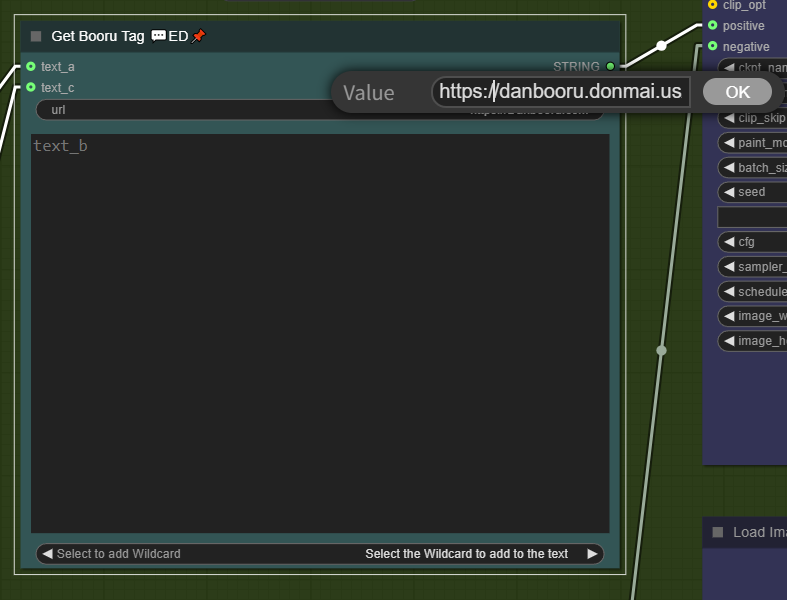 clip_opt
Get Booru Tag 💬ED📌
positive
negative
text_a
STRING
text_c
Value
https://danbooru.donmai.us
OK
url
clip_skip
text_b
paint_mo
batch_siz
seed
cfg
sampler_
schedule
image_w
image_h
Load Ima
Select to add Wildcard
Select the Wildcard to add to the text